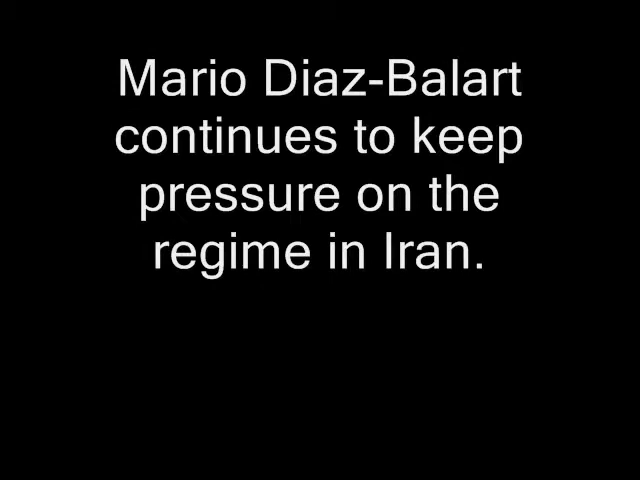 Mario Diaz-Balart
continues to keep
pressure on the
regime in Iran.